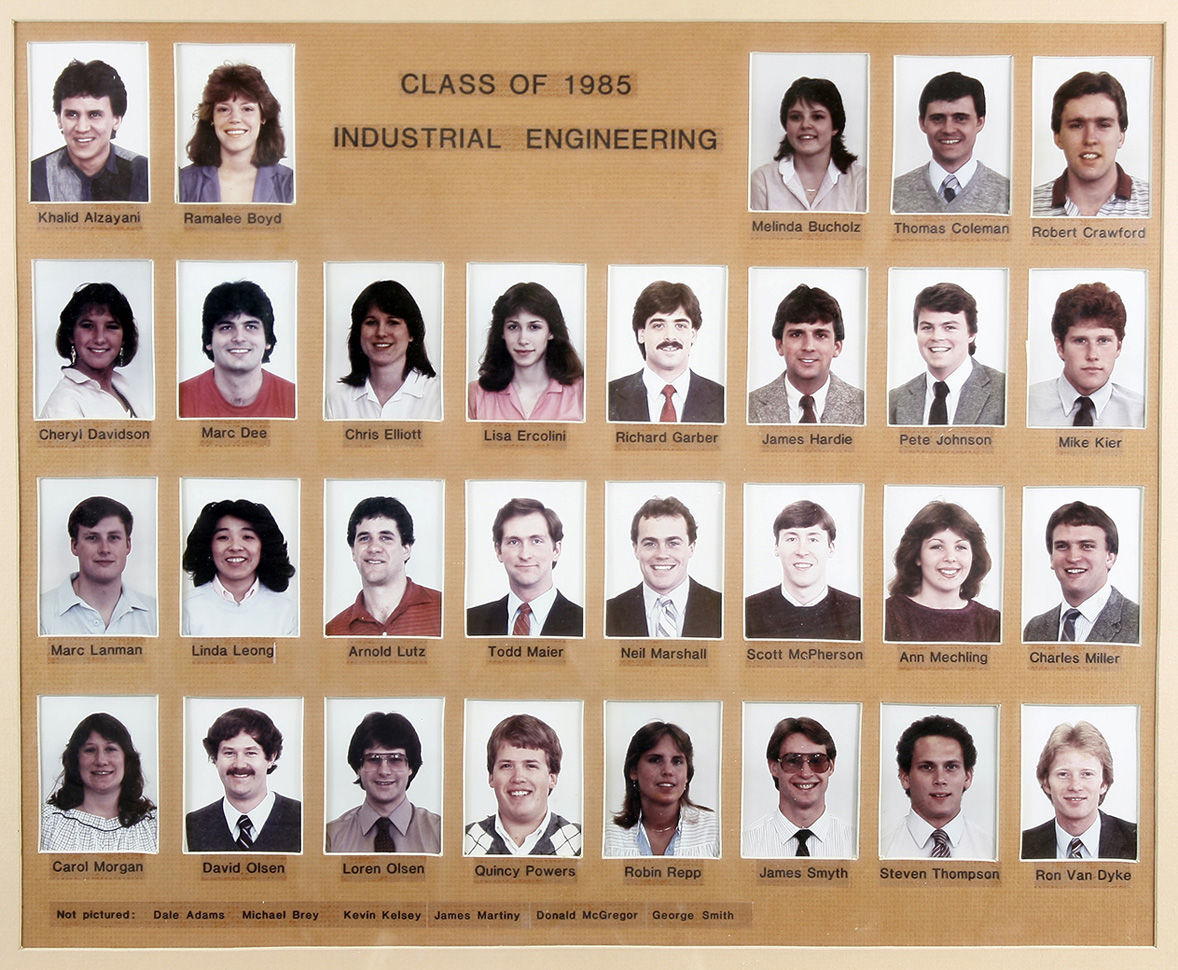 CLASS OF 1985
INDUSTRIAL ENGINEERING
Khalid Alzayani
Ramalee Boyd
Melinda Bucholz
Thomas Coleman
Robert Crawford
Cheryl Davidson
Marc Dee
Chris Elliott
Lisa Ercolini
Richard Garber
James Hardie
Pete Johnson
Mike Kier
Marc Lanman
Linda Leong
Arnold Lutz
Todd Maier
Neil Marshall
Scott McPherson
Ann Mechling
Charles Miller
Carol Morgan
David Olsen
Loren Olsen
Quincy Powers
Robin Repp
James Smyth
Steven Thompson
Ron Van Dyke
Not pictured: Dale Adams Michael Brey Kevin Kelsey James Martiny Donald McGregor George Smith